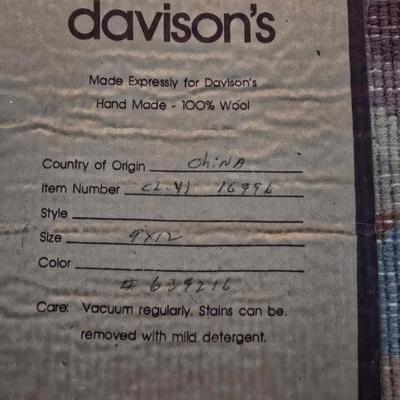 davison's
Made Expressly for Davison's
Hand Made - 100% Wool
Country of Origin China
Item Number CL-41 16996
Style
Size 9X12
Color
# 639216
Care: Vacuum regularly. Stains can be
removed with mild detergent.